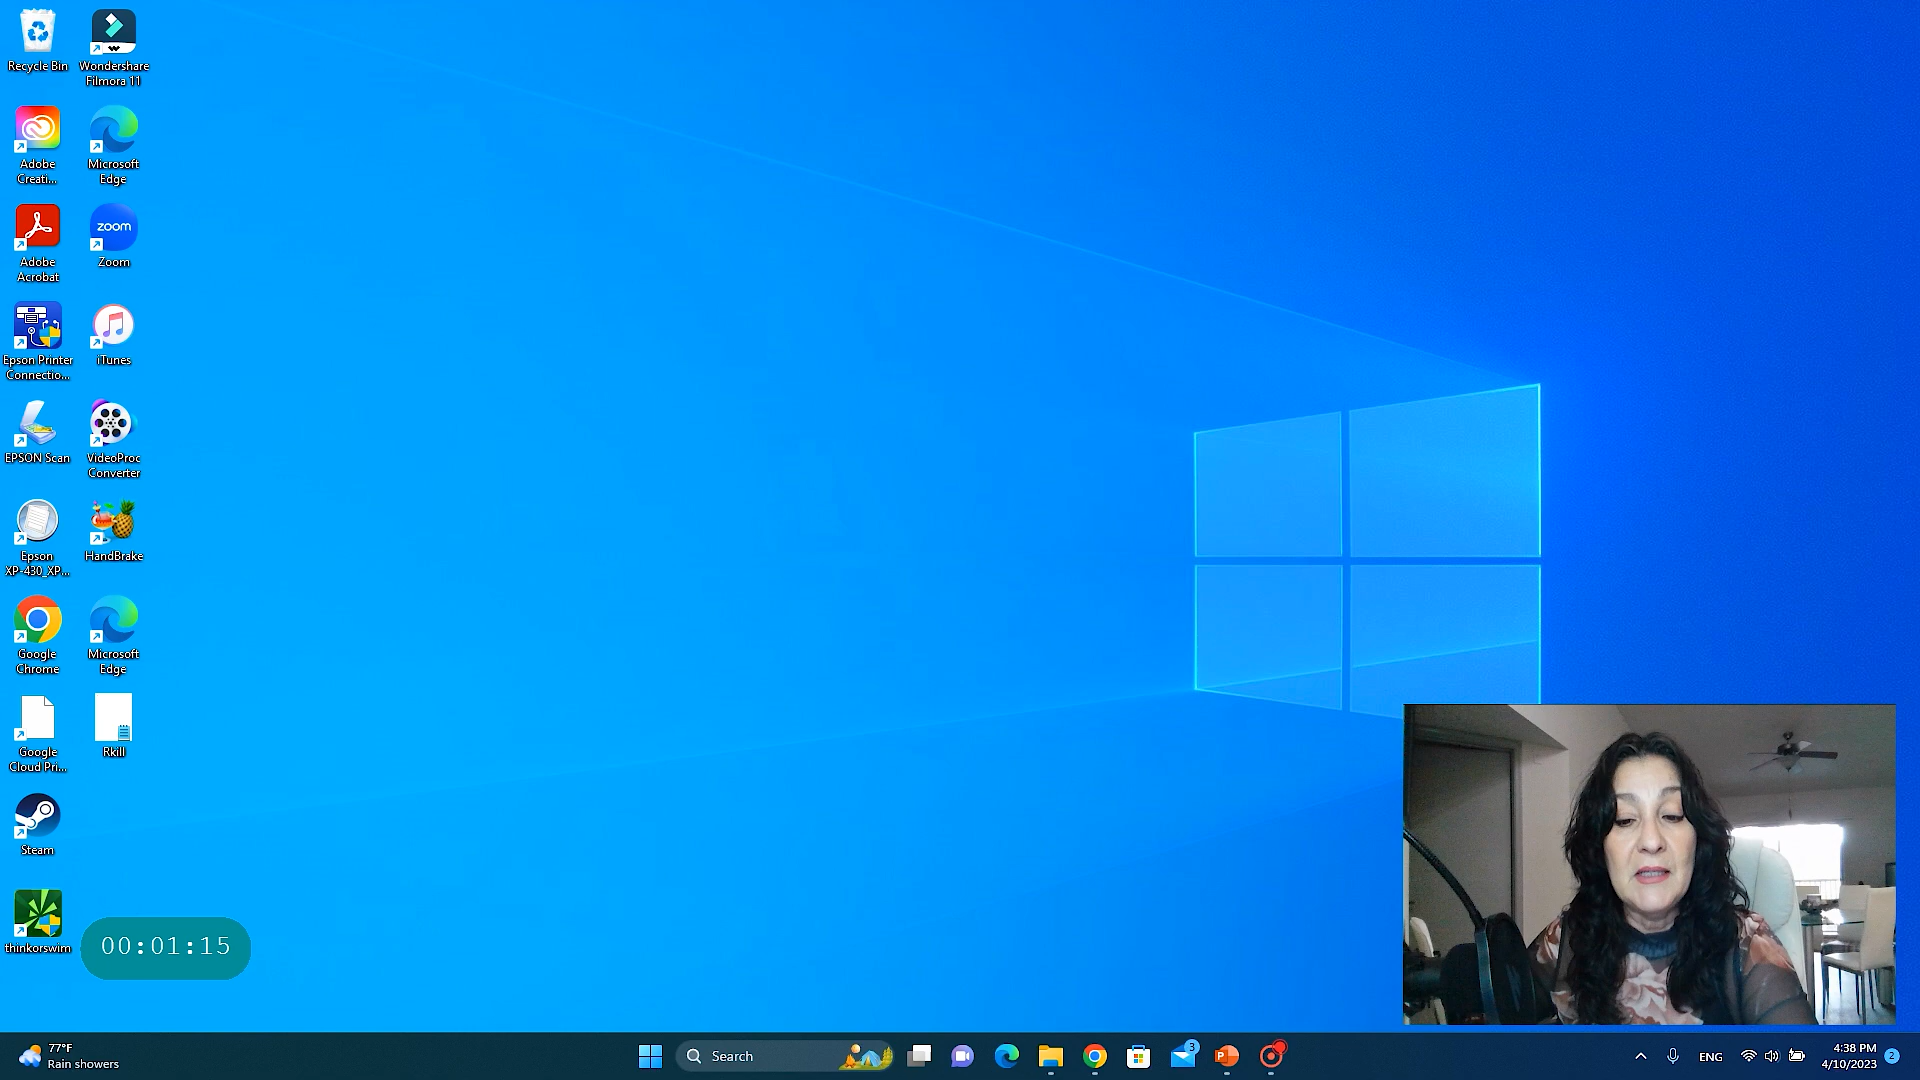 Recycle Bin
Wondershare
Filmora 11
Adobe
Creati...
Microsoft
Edge
Adobe
Acrobat
zoom
Zoom
Epson Printer
Connectio...
iTunes
EPSON Scan
VideoProc
Converter
Epson
XP-430_XP...
HandBrake
Google
Chrome
Microsoft
Edge
Google
Cloud Pri...
Rkill
Steam
thinkorswim
00:01:15
77°F
Rain showers
Search
3
P
ENG
4:38 PM
4/10/2023
2